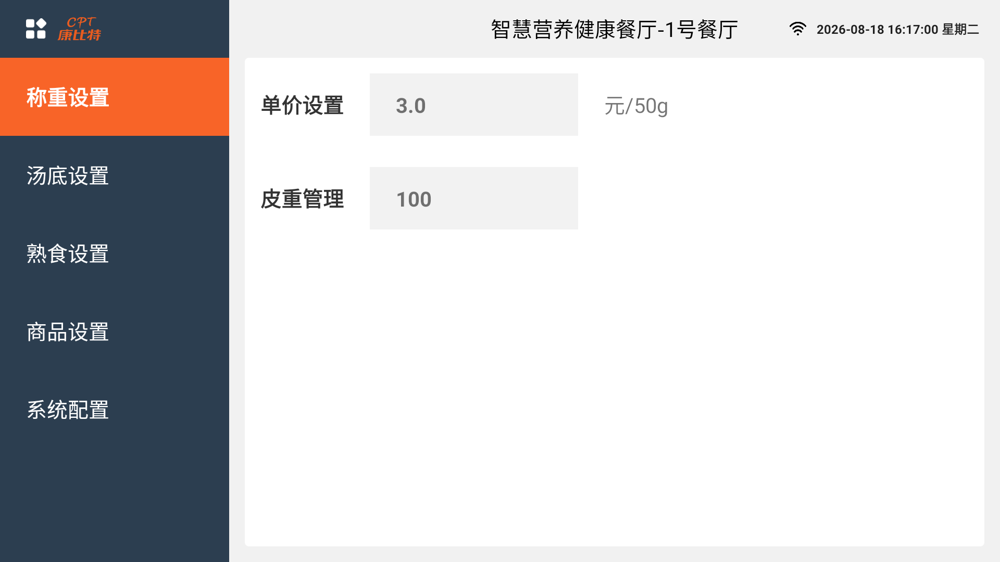 CPT
康比特
智慧营养健康餐厅-1号餐厅
2026-08-18 16:17:00 星期二
称重设置
汤底设置
熟食设置
商品设置
系统配置
单价设置
3.0
元/50g
皮重管理
100